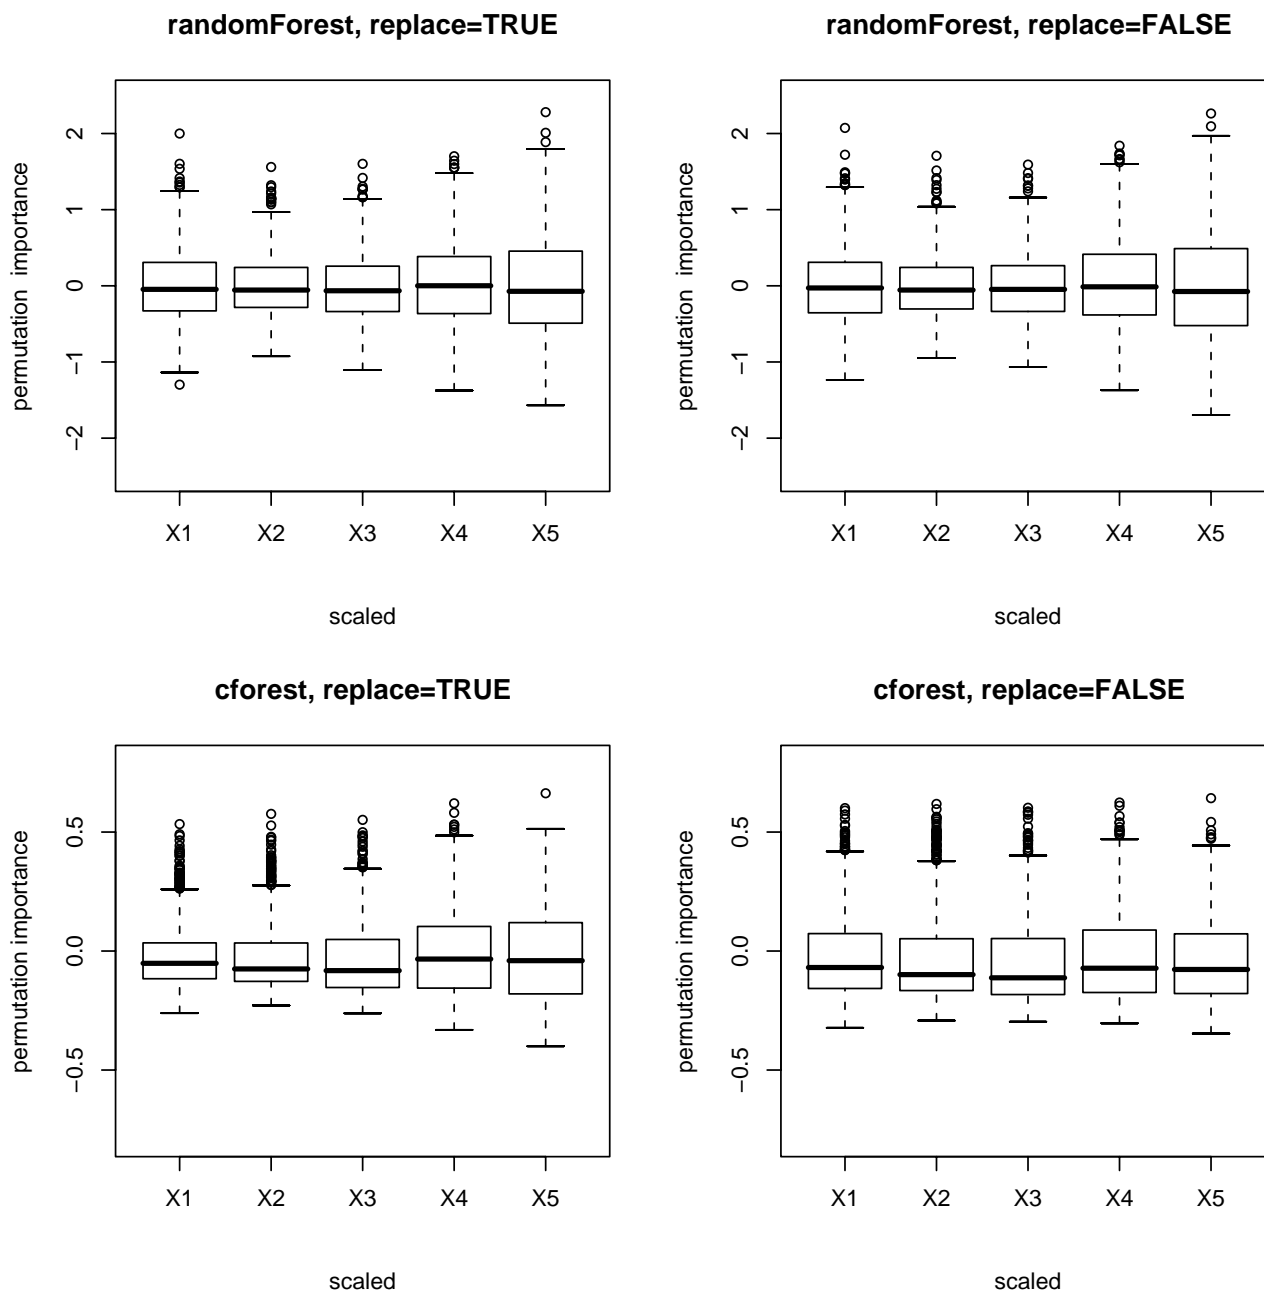 randomForest, replace=TRUE
permutation importance
2
1
0
−1
−2
X1 X2 X3 X4 X5
scaled
randomForest, replace=FALSE
permutation importance
2
1
0
−1
−2
X1 X2 X3 X4 X5
scaled
cforest, replace=TRUE
permutation importance
0.5
0.0
−0.5
X1 X2 X3 X4 X5
scaled
cforest, replace=FALSE
permutation importance
0.5
0.0
−0.5
X1 X2 X3 X4 X5
scaled